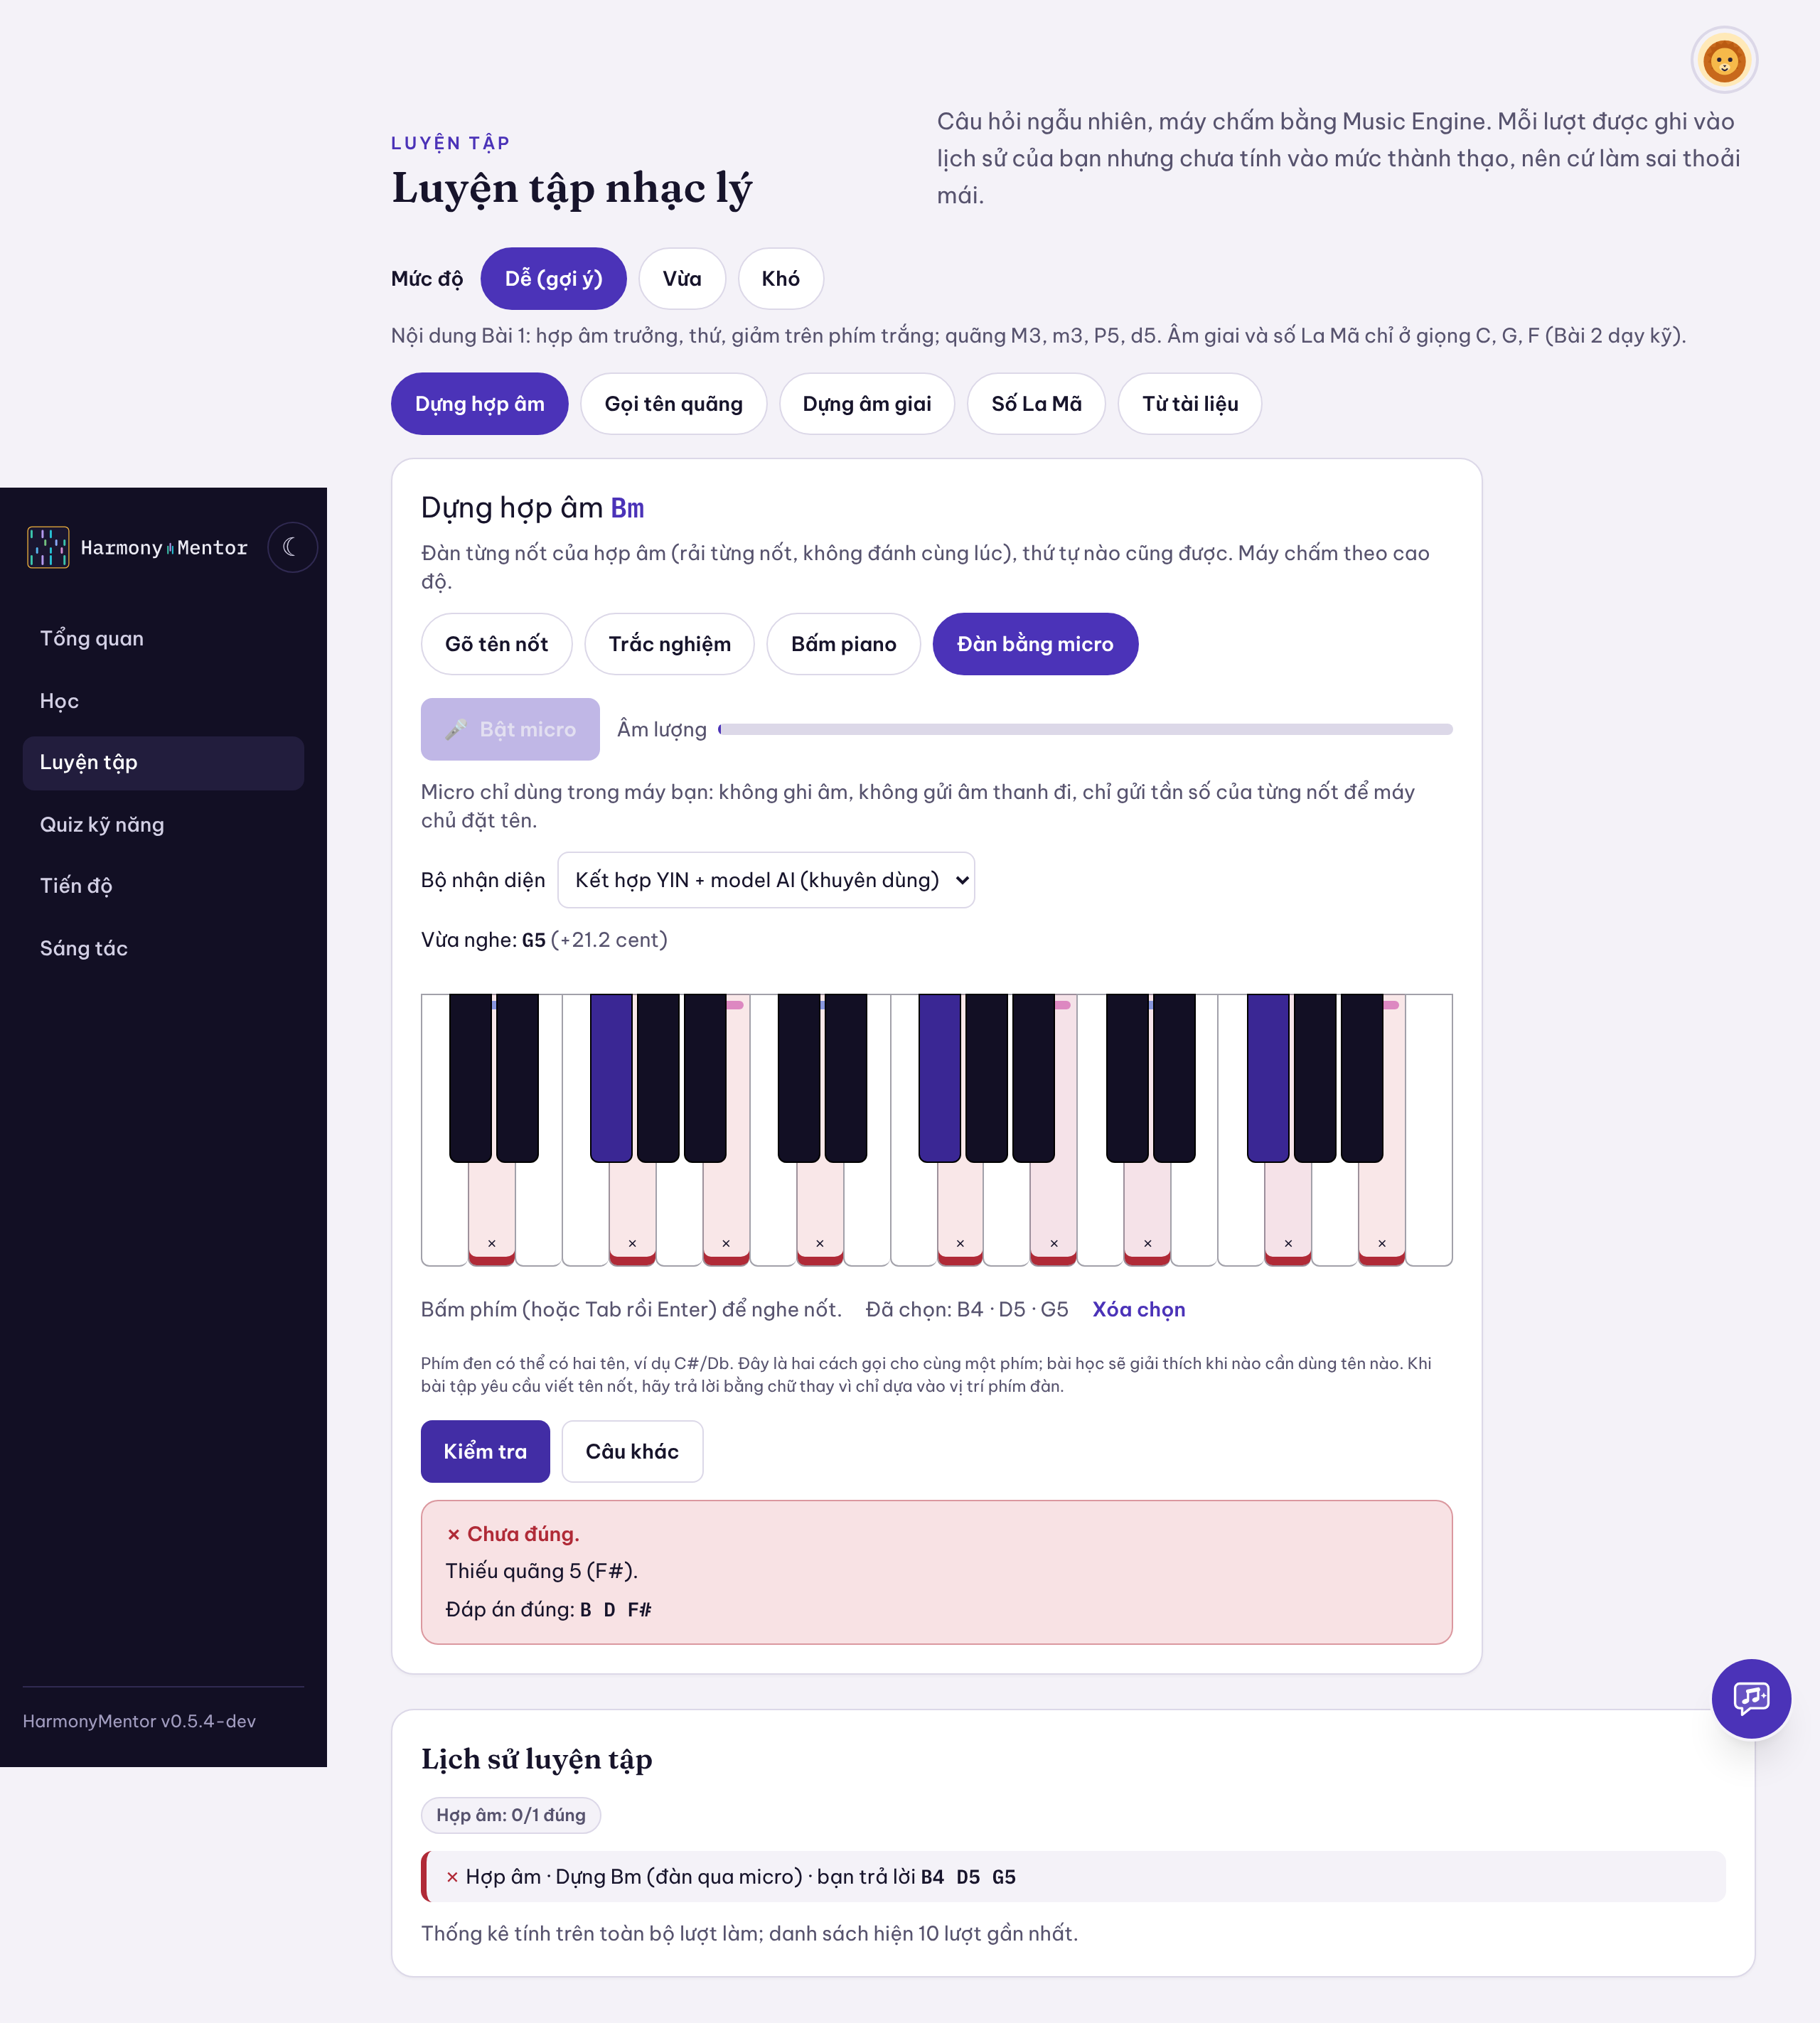 LUYỆN TẬP
Luyện tập nhạc lý
Câu hỏi ngẫu nhiên, máy chấm bằng Music Engine. Mỗi lượt được ghi vào
lịch sử của bạn nhưng chưa tính vào mức thành thạo, nên cứ làm sai thoải
mái.
Mức độ
Dễ (gợi ý)
Vừa
Khó
Nội dung Bài 1: hợp âm trưởng, thứ, giảm trên phím trắng; quãng M3, m3, P5, d5. Âm giai và số La Mã chỉ ở giọng C, G, F (Bài 2 dạy kỹ).
Dựng hợp âm
Gọi tên quãng
Dựng âm giai
Số La Mã
Từ tài liệu
Harmony Mentor
Tổng quan
Học
Luyện tập
Quiz kỹ năng
Tiến độ
Sáng tác
HarmonyMentor v0.5.4-dev
Dựng hợp âm Bm
Đàn từng nốt của hợp âm (rải từng nốt, không đánh cùng lúc), thứ tự nào cũng được. Máy chấm theo cao
độ.
Gõ tên nốt
Trắc nghiệm
Bấm piano
Đàn bằng micro
Bật micro
Âm lượng
Micro chỉ dùng trong máy bạn: không ghi âm, không gửi âm thanh đi, chỉ gửi tần số của từng nốt để máy
chủ đặt tên.
Bộ nhận diện
Kết hợp YIN + model AI (khuyên dùng)
Vừa nghe: G5 (+21.2 cent)
× × × × × × × × ×
Bấm phím (hoặc Tab rồi Enter) để nghe nốt.
Đã chọn: B4 · D5 · G5
Xóa chọn
Phím đen có thể có hai tên, ví dụ C#/Db. Đây là hai cách gọi cho cùng một phím; bài học sẽ giải thích khi nào cần dùng tên nào. Khi
bài tập yêu cầu viết tên nốt, hãy trả lời bằng chữ thay vì chỉ dựa vào vị trí phím đàn.
Kiểm tra
Câu khác
× Chưa đúng.
Thiếu quãng 5 (F#).
Đáp án đúng: B D F#
Lịch sử luyện tập
Hợp âm: 0/1 đúng
× Hợp âm · Dựng Bm (đàn qua micro) · bạn trả lời B4 D5 G5
Thống kê tính trên toàn bộ lượt làm; danh sách hiện 10 lượt gần nhất.